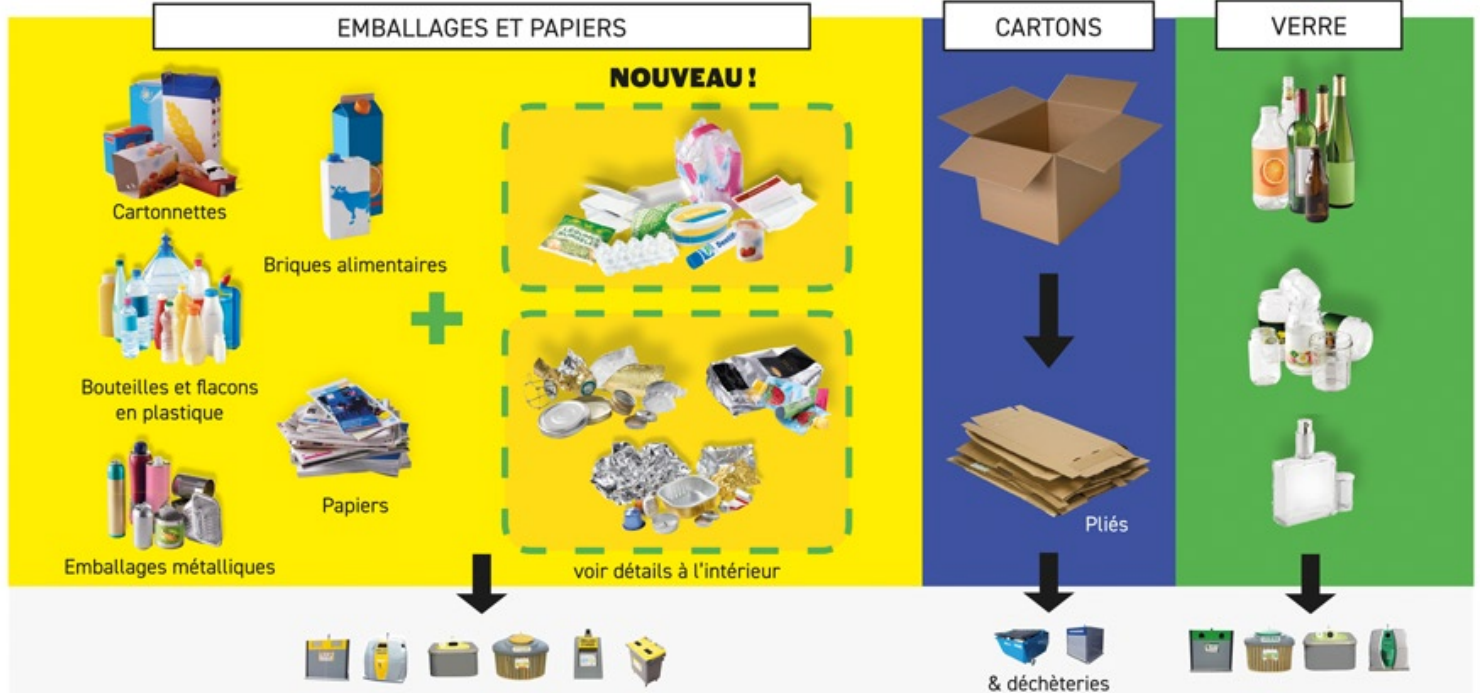 EMBALLAGES ET PAPIERS
NOUVEAU !
Cartonnettes
Briques alimentaires
Bouteilles et flacons
en plastique
Papiers
Emballages métalliques
voir détails à l'intérieur
CARTONS
Pliés
& déchèteries
VERRE